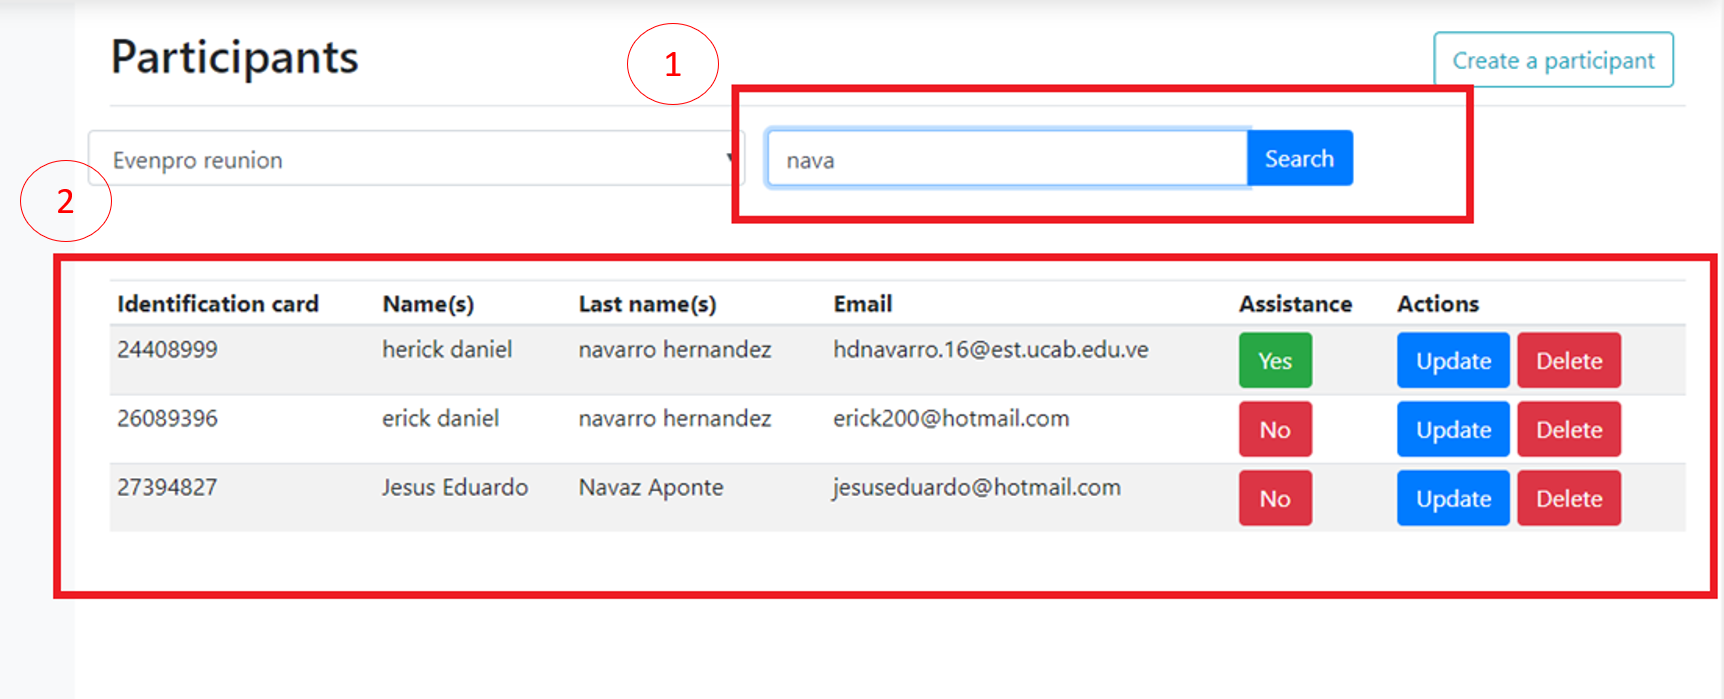 Participants
1
Create a participant
Evenpro reunion
nava
Search
2
Identification card Name(s) Last name(s) Email Assistance Actions
24408999 herick daniel navarro hernandez hdnavarro.16@est.ucab.edu.ve Yes Update Delete
26089396 erick daniel navarro hernandez erick200@hotmail.com No Update Delete
27394827 Jesus Eduardo Navaz Aponte jesuseduardo@hotmail.com No Update Delete